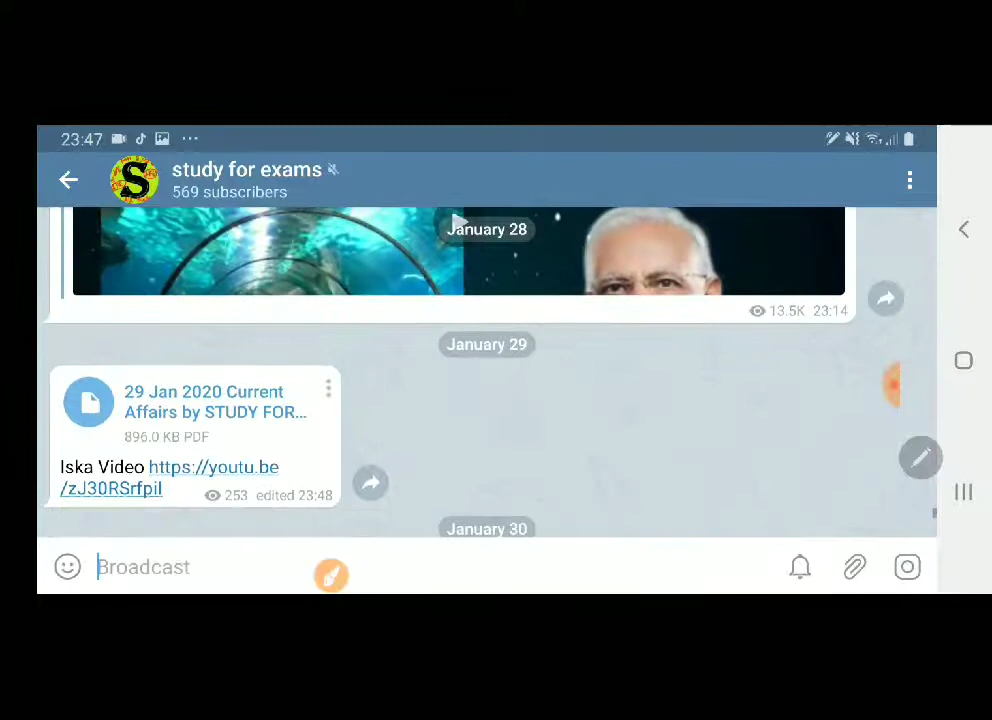 23:47
study for exams
569 subscribers
January 28
13.5K 23:14
January 29
29 Jan 2020 Current
Affairs by STUDY FOR...
896.0 KB PDF
Iska Video https://youtu.be
/zJ30RSrfpiI
253 edited 23:48
January 30
Broadcast